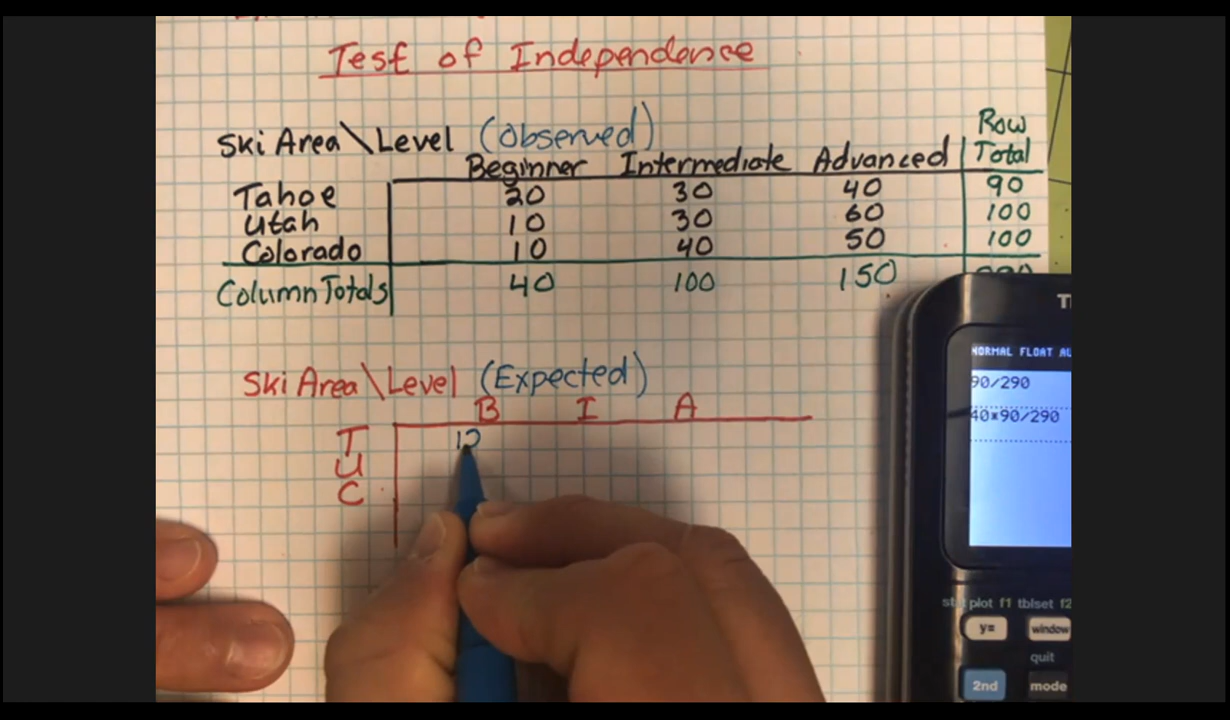 Test of Independence
Ski Area\Level (Observed)
Row
Beginner Intermediate Advanced Total
Tahoe 20 30 40 90
Utah 10 30 60 100
Colorado 10 40 50 100
Column Totals 40 100 150
Ski Area\Level (Expected)
B I A
T 12
U
C
NORMAL FLOAT AU
90/290
40*90/290
plot f1 tblset f2
y= window
quit
2nd mode